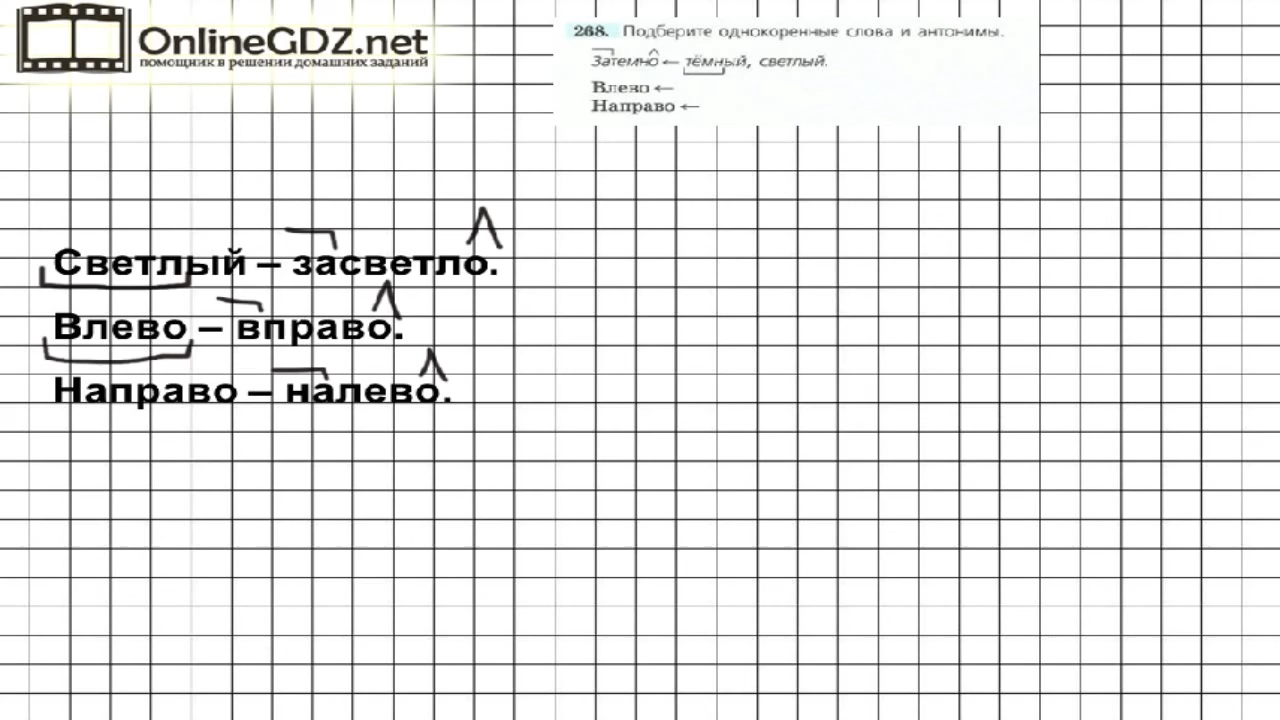 OnlineGDZ.net
помощник в решении домашних заданий
268. Подберите однокоренные слова и антонимы.
Затемно ← тёмный, светлый.
Влево ←
Направо ←
Светлый – засветло.
Влево – вправо.
Направо – налево.